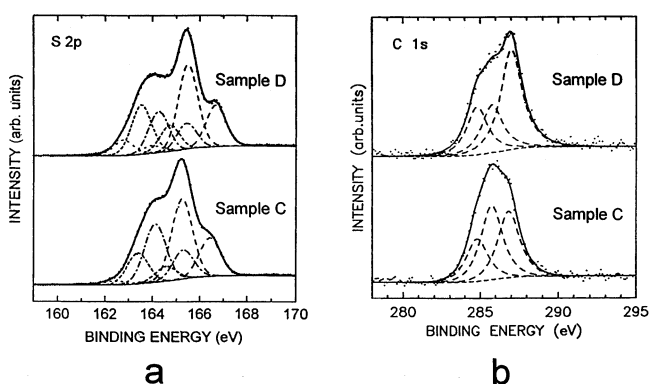 S 2p
Sample D
Sample C
INTENSITY (arb. units)
160 162 164 166 168 170
BINDING ENERGY (eV)
a
C 1s
Sample D
Sample C
INTENSITY (arb.units)
280 285 290 295
BINDING ENERGY (eV)
b